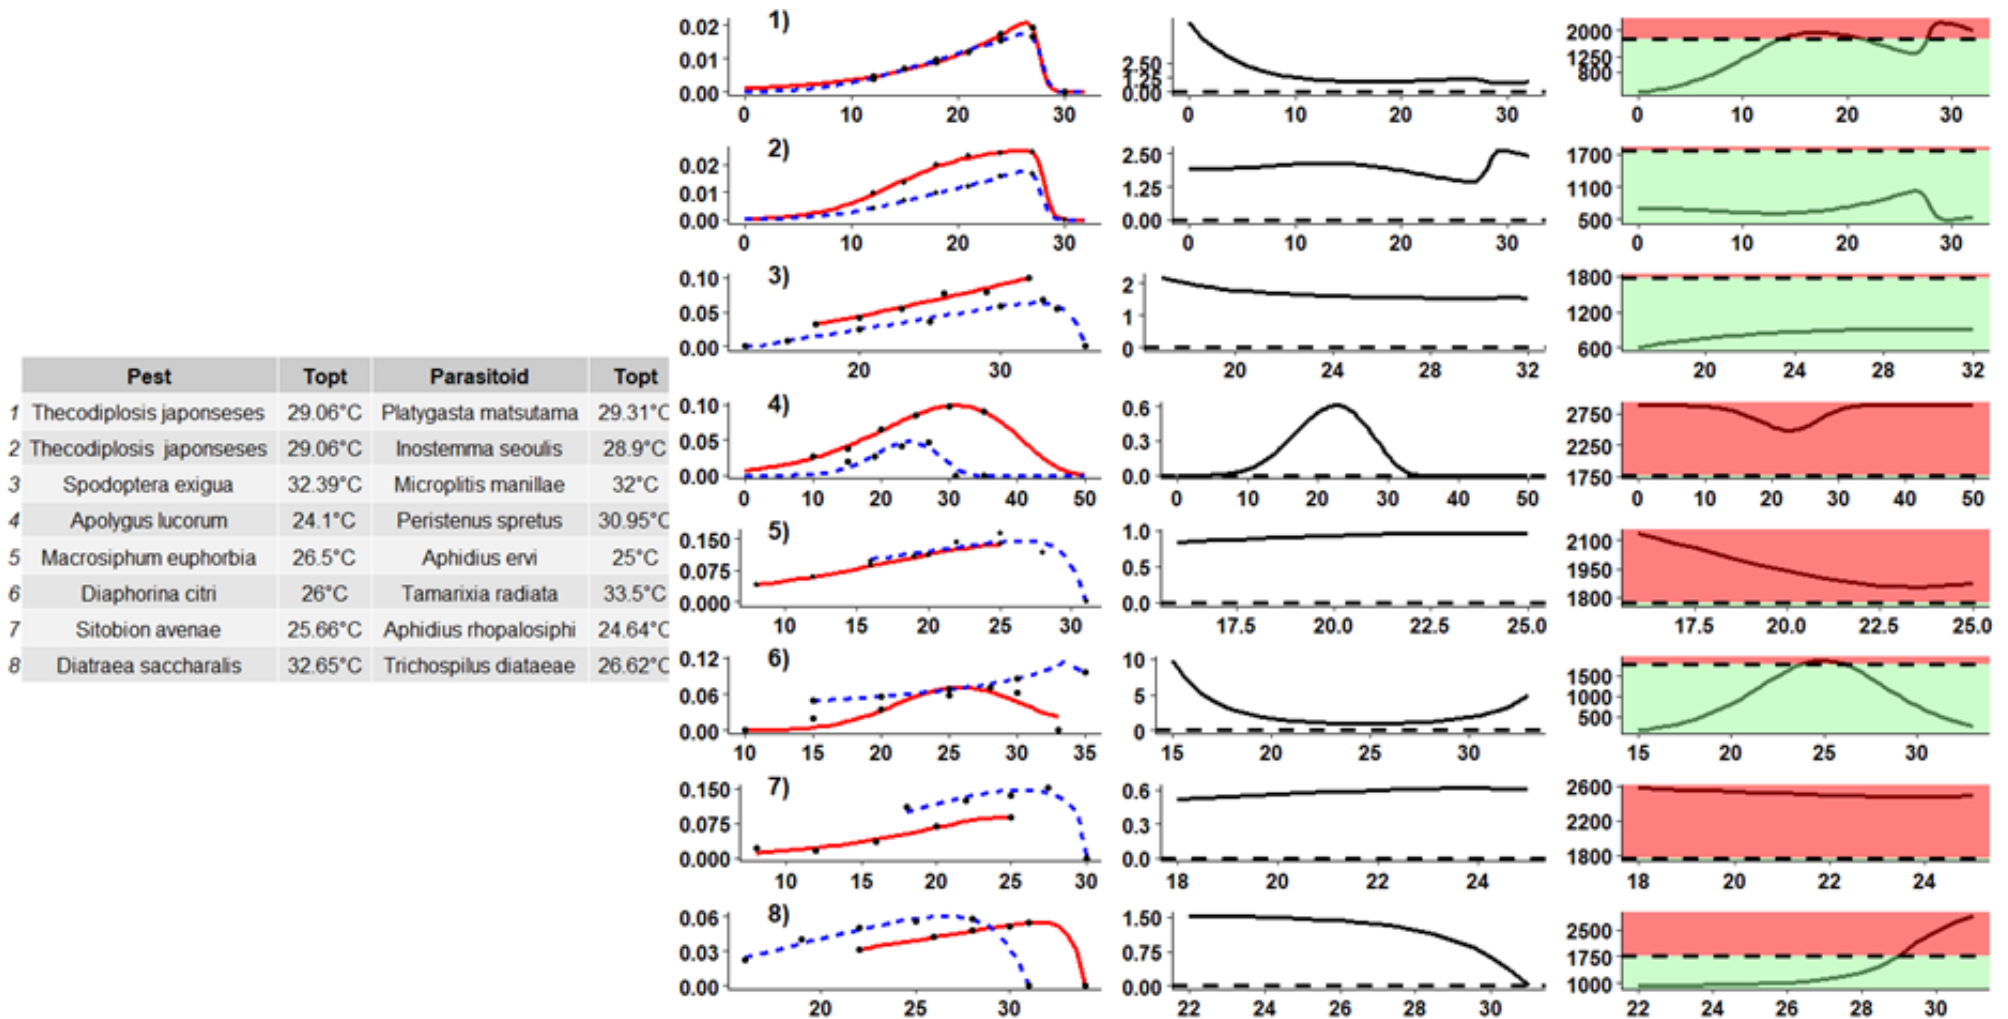 Pest Topt Parasitoid Topt
1 Thecodiplosis japonseses 29.06°C Platygasta matsutama 29.31°C
2 Thecodiplosis japonseses 29.06°C Inostemma seoulis 28.9°C
3 Spodoptera exigua 32.39°C Microplitis manillae 32°C
4 Apolygus lucorum 24.1°C Peristenus spretus 30.95°C
5 Macrosiphum euphorbia 26.5°C Aphidius ervi 25°C
6 Diaphorina citri 26°C Tamarixia radiata 33.5°C
7 Sitobion avenae 25.66°C Aphidius rhopalosiphi 24.64°C
8 Diatraea saccharalis 32.65°C Trichospilus diataeae 26.62°C
1)
0.02
0.01
0.00
0 10 20 30
2.50
1.25
0.00
0 10 20 30
2000
1250
800
0 10 20 30
2)
0.02
0.01
0.00
0 10 20 30
2.50
1.25
0.00
0 10 20 30
1700
1100
500
0 10 20 30
3)
0.10
0.05
0.00
20 30
2
1
0
20 24 28 32
1800
1200
600
20 24 28 32
4)
0.10
0.05
0.00
0 10 20 30 40 50
0.6
0.3
0.0
0 10 20 30 40 50
2750
2250
1750
0 10 20 30 40 50
5)
0.150
0.075
0.000
10 15 20 25 30
1.0
0.5
0.0
17.5 20.0 22.5 25.0
2100
1950
1800
17.5 20.0 22.5 25.0
6)
0.12
0.06
0.00
10 15 20 25 30 35
10
5
0
15 20 25 30
1500
1000
500
15 20 25 30
7)
0.150
0.075
0.000
10 15 20 25 30
0.6
0.3
0.0
18 20 22 24
2600
2200
1800
18 20 22 24
8)
0.06
0.03
0.00
20 25 30
1.50
0.75
0.00
22 24 26 28 30
2500
1750
1000
22 24 26 28 30